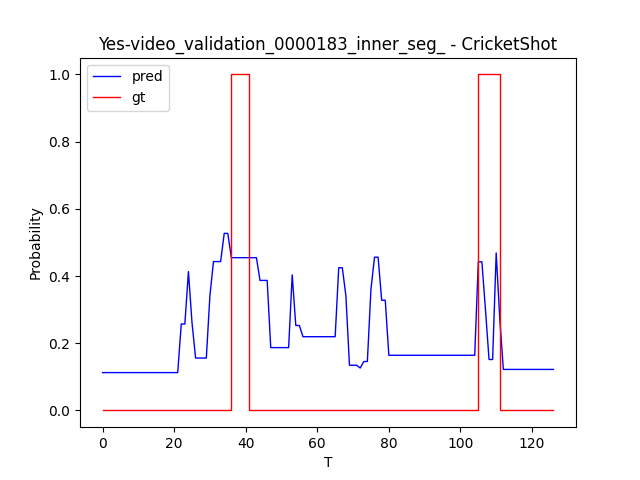 Yes-video_validation_0000183_inner_seg_ - CricketShot
pred
gt
1.0
0.8
0.6
0.4
0.2
0.0
Probability
0 20 40 60 80 100 120
T